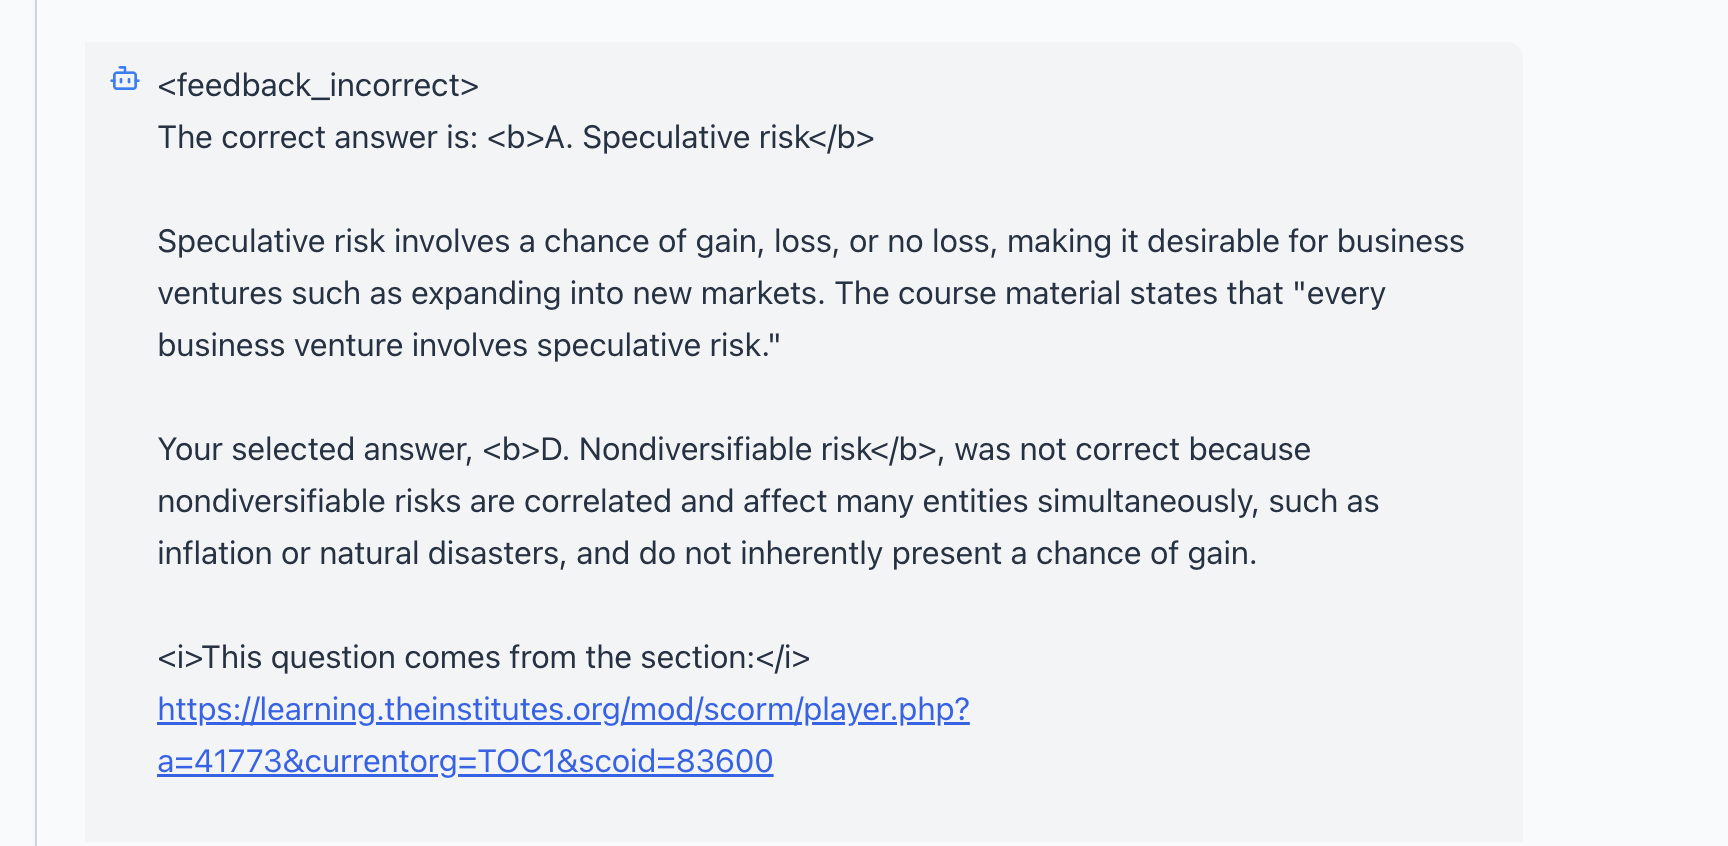 <feedback_incorrect>
The correct answer is: <b>A. Speculative risk</b>
Speculative risk involves a chance of gain, loss, or no loss, making it desirable for business
ventures such as expanding into new markets. The course material states that "every
business venture involves speculative risk."
Your selected answer, <b>D. Nondiversifiable risk</b>, was not correct because
nondiversifiable risks are correlated and affect many entities simultaneously, such as
inflation or natural disasters, and do not inherently present a chance of gain.
<i>This question comes from the section:</i>
https://learning.theinstitutes.org/mod/scorm/player.php?
a=41773&currentorg=TOC1&scoid=83600